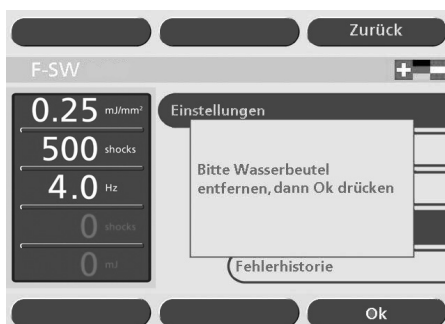 Zurück
F-SW
0.25 mJ/mm²
500 shocks
4.0 Hz
0 shocks
0 mJ
Einstellungen
Bitte Wasserbeutel
entfernen, dann Ok drücken
Fehlerhistorie
Ok